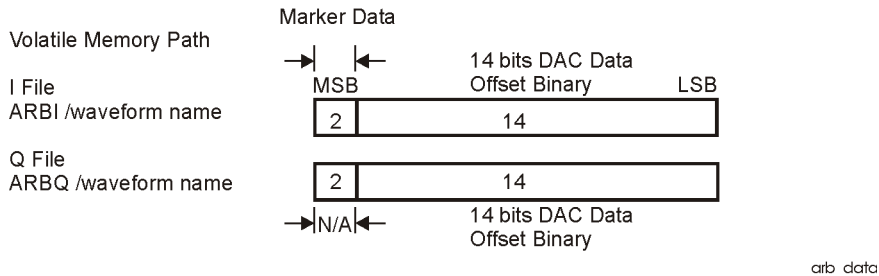 Marker Data
Volatile Memory Path
14 bits DAC Data
I File
MSB
Offset Binary
LSB
ARBI /waveform name
2
14
Q File
ARBQ /waveform name
2
14
N/A
14 bits DAC Data
Offset Binary
arb data